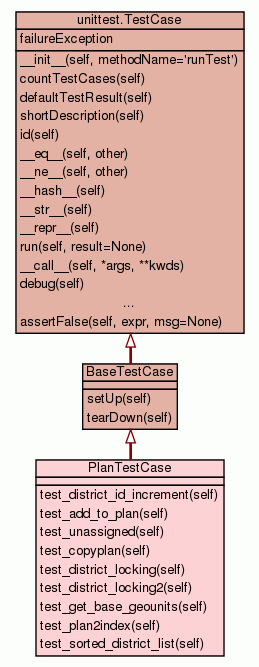 unittest.TestCase
failureException
__init__(self, methodName='runTest')
countTestCases(self)
defaultTestResult(self)
shortDescription(self)
id(self)
__eq__(self, other)
__ne__(self, other)
__hash__(self)
__str__(self)
__repr__(self)
run(self, result=None)
__call__(self, *args, **kwds)
debug(self)
...
assertFalse(self, expr, msg=None)
BaseTestCase
setUp(self)
tearDown(self)
PlanTestCase
test_district_id_increment(self)
test_add_to_plan(self)
test_unassigned(self)
test_copyplan(self)
test_district_locking(self)
test_district_locking2(self)
test_get_base_geounits(self)
test_plan2index(self)
test_sorted_district_list(self)